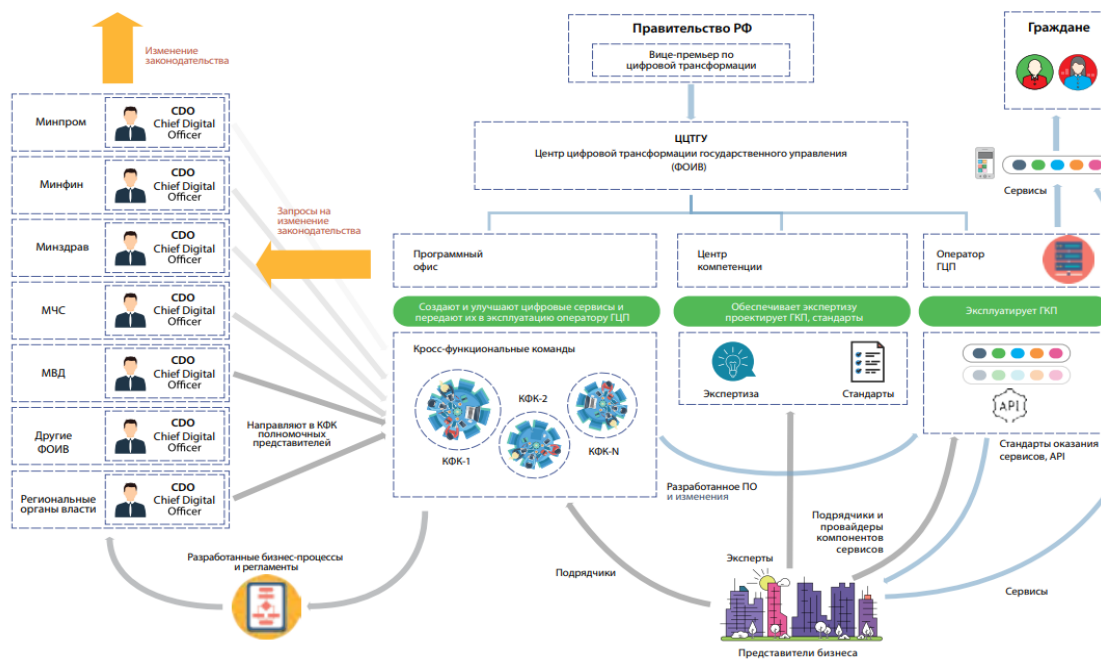 Изменение
законодательства
Правительство РФ
Вице-премьер по
цифровой трансформации
Граждане
Минпром
CDO
Chief Digital
Officer
Минфин
CDO
Chief Digital
Officer
Минздрав
CDO
Chief Digital
Officer
МЧС
CDO
Chief Digital
Officer
МВД
CDO
Chief Digital
Officer
Другие
ФОИВ
CDO
Chief Digital
Officer
Региональные
органы власти
CDO
Chief Digital
Officer
ЦЦТГУ
Центр цифровой трансформации государственного управления
(ФОИВ)
Сервисы
Запросы на
изменение
законодательства
Программный
офис
Центр
компетенции
Оператор
ГЦП
Создают и улучшают цифровые сервисы и
передают их в эксплуатацию оператору ГЦП
Обеспечивает экспертизу
проектирует ГКП, стандарты
Эксплуатирует ГКП
Кросс-функциональные команды
КФК-1
КФК-2
КФК-N
Экспертиза
Стандарты
API
Направляют в КФК
полномочных
представителей
Стандарты оказания
сервисов, API
Разработанное ПО
и изменения
Подрядчики и
провайдеры
компонентов
сервисов
Разработанные бизнес-процессы
и регламенты
Подрядчики
Эксперты
Сервисы
Представители бизнеса